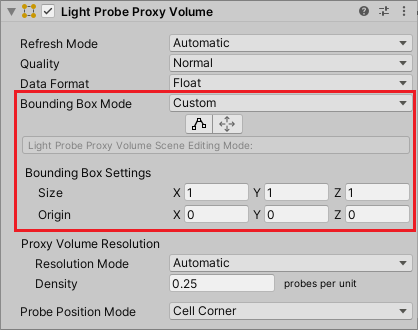 Light Probe Proxy Volume
Refresh Mode Automatic
Quality Normal
Data Format Float
Bounding Box Mode Custom
Light Probe Proxy Volume Scene Editing Mode:
Bounding Box Settings
Size X 1 Y 1 Z 1
Origin X 0 Y 0 Z 0
Proxy Volume Resolution
Resolution Mode Automatic
Density 0.25 probes per unit
Probe Position Mode Cell Corner